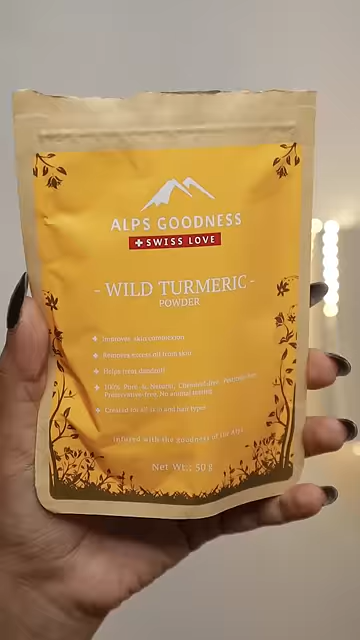 ALPS GOODNESS
SWISS LOVE
- WILD TURMERIC -
POWDER
Improves skin complexion
Removes excess oil from skin
Helps treat dandruff
100% Pure & Natural, Chemical-free,
Preservative-free, No animal testing
Created for all skin and hair types
Infused with the goodness of the Alps
Net Wt.: 50 g